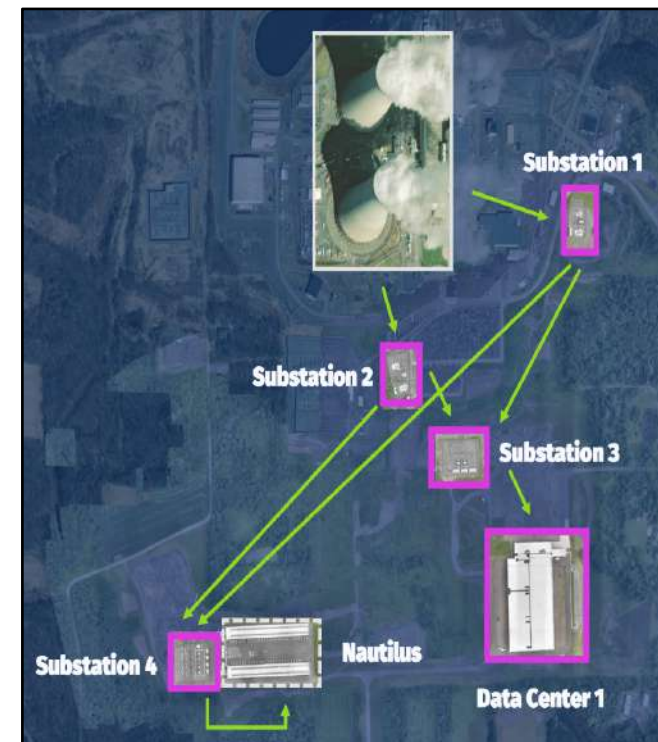 Substation 1
Substation 2
Substation 3
Nautilus
Substation 4
Data Center 1